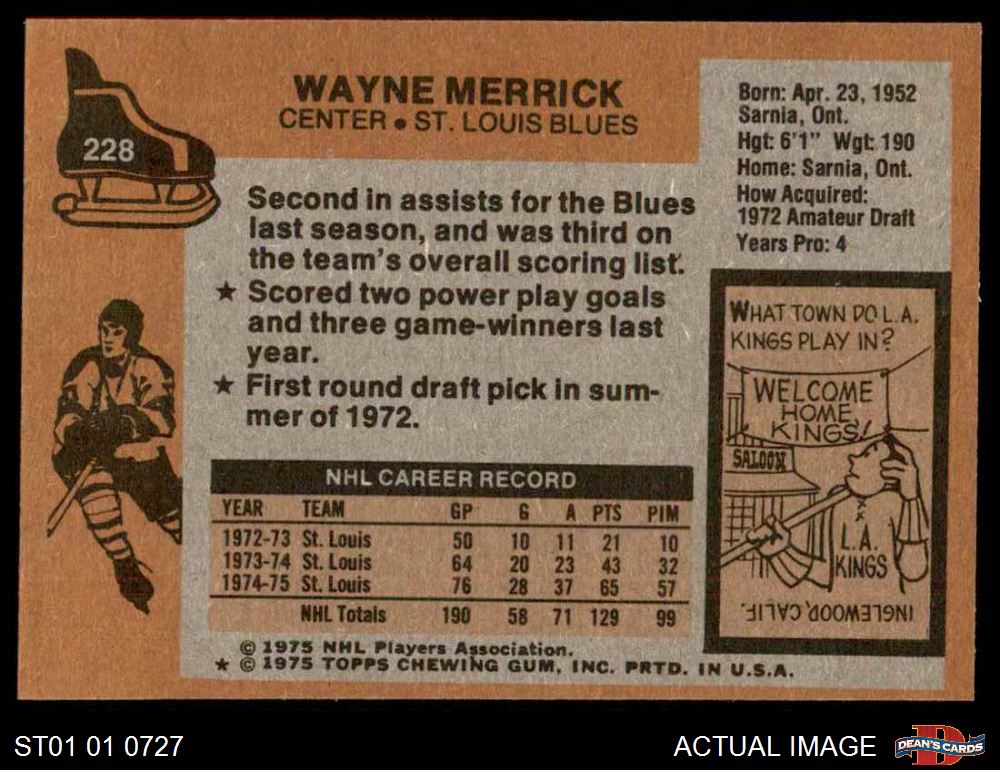 228
WAYNE MERRICK
CENTER • ST. LOUIS BLUES
Born: Apr. 23, 1952
Sarnia, Ont.
Hgt: 6'1" Wgt: 190
Home: Sarnia, Ont.
How Acquired:
1972 Amateur Draft
Years Pro: 4
Second in assists for the Blues
last season, and was third on
the team's overall scoring list.
★ Scored two power play goals
and three game-winners last
year.
★ First round draft pick in sum-
mer of 1972.
NHL CAREER RECORD
YEAR TEAM GP G A PTS PIM
1972-73 St. Louis 50 10 11 21 10
1973-74 St. Louis 64 20 23 43 32
1974-75 St. Louis 76 28 37 65 57
NHL Totals 190 58 71 129 99
WHAT TOWN DO L.A.
KINGS PLAY IN?
WELCOME
HOME,
KINGS!
SALOON
L.A.
KINGS
INGLEWOOD, CALIF.
© 1975 NHL Players Association.
★ © 1975 TOPPS CHEWING GUM, INC. PRTD. IN U.S.A.
ST01 01 0727
ACTUAL IMAGE
D
DEAN'S CARDS